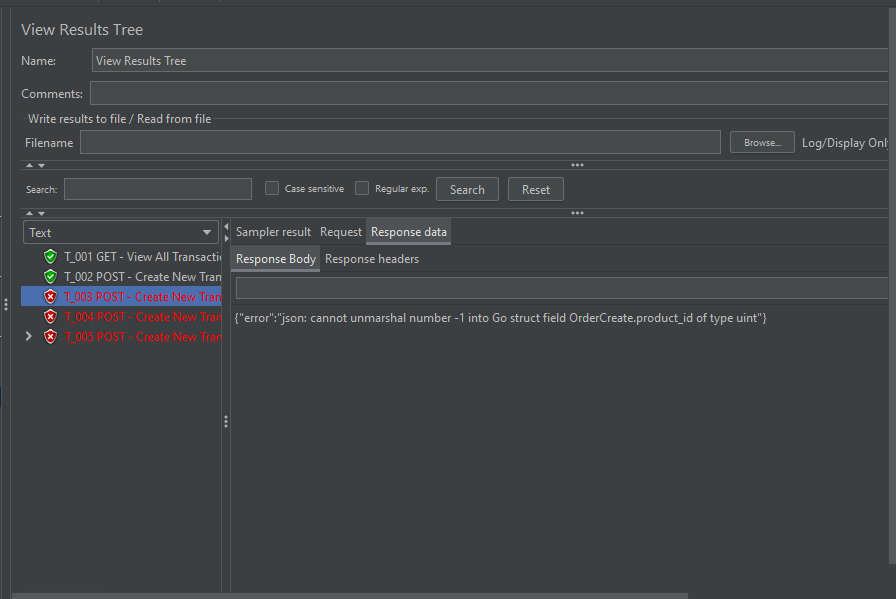 View Results Tree
Name: View Results Tree
Comments:
Write results to file / Read from file
Filename Browse... Log/Display Only
Search: Case sensitive Regular exp. Search Reset
Text
T_001 GET - View All Transactio
T_002 POST - Create New Tran
T_003 POST - Create New Tran
T_004 POST - Create New Tran
T_005 POST - Create New Tran
Sampler result Request Response data
Response Body Response headers
{"error":"json: cannot unmarshal number -1 into Go struct field OrderCreate.product_id of type uint"}